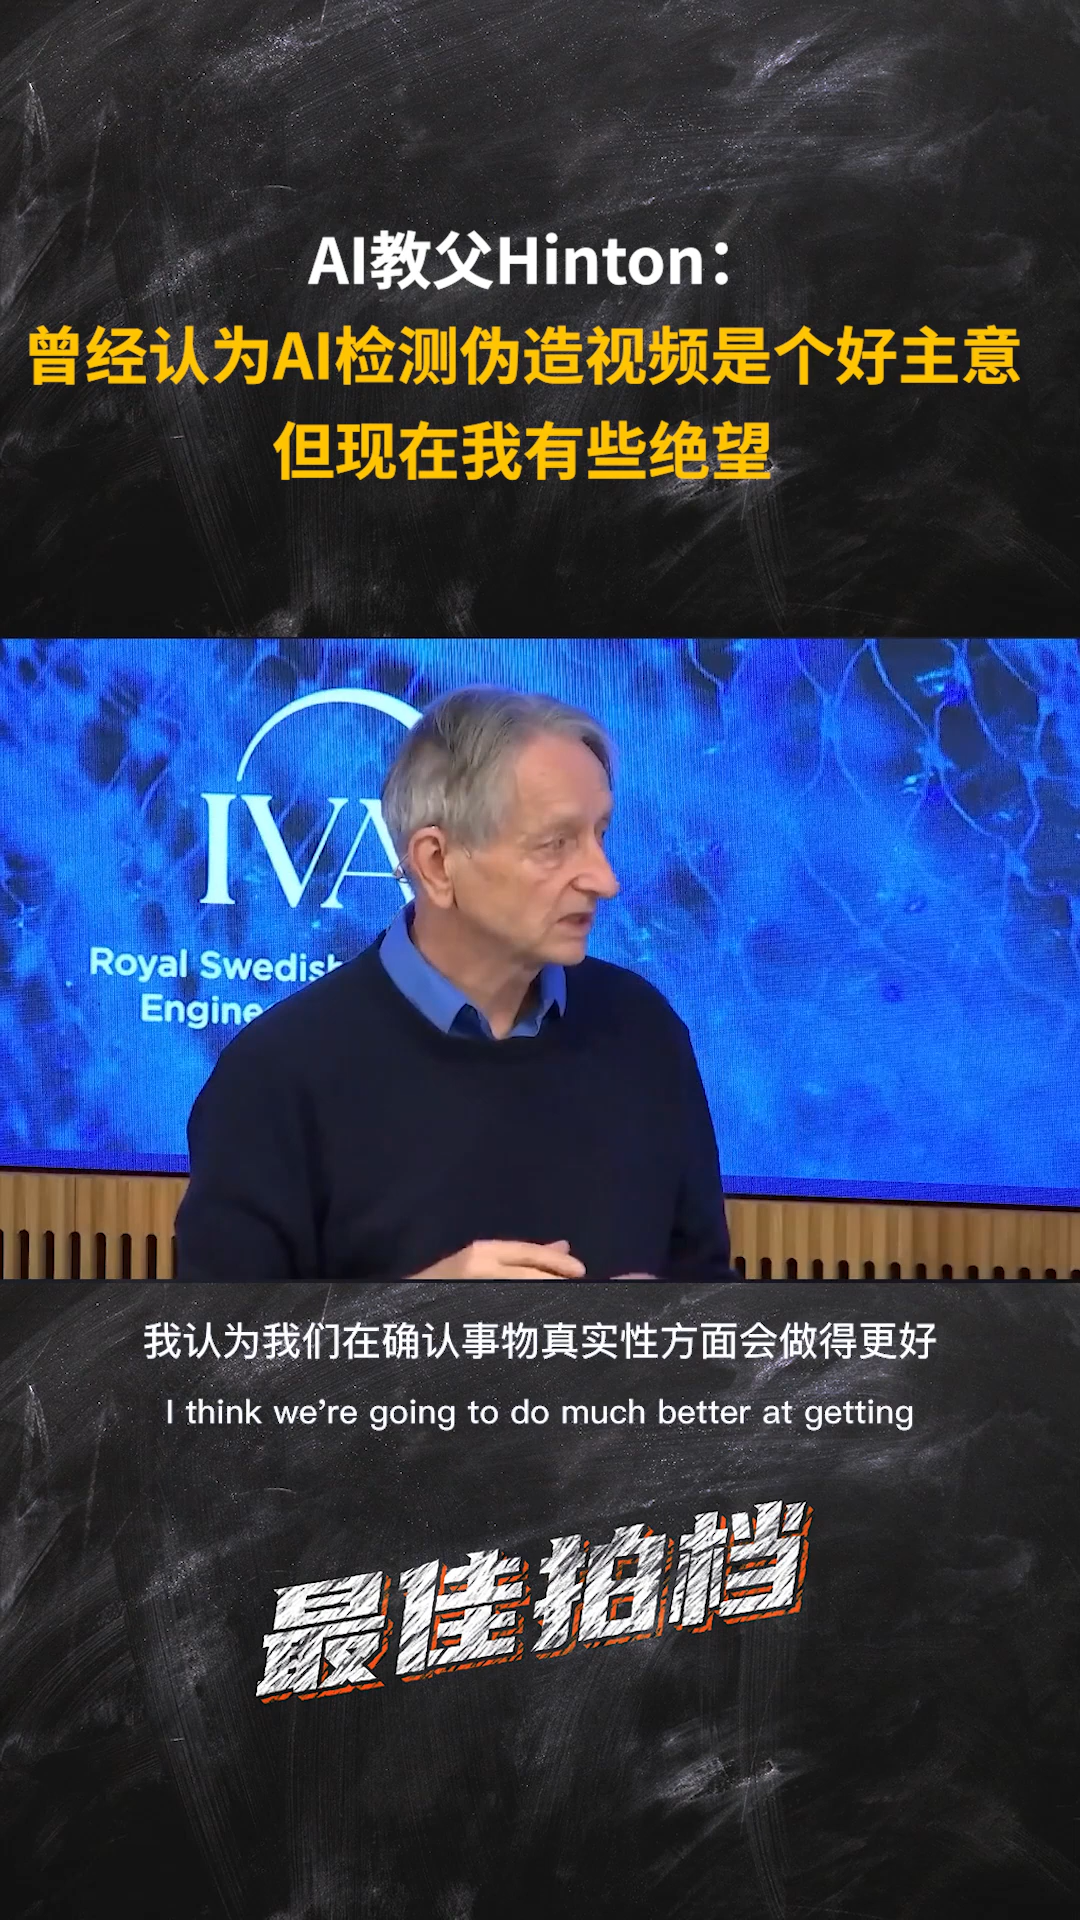 AI教父Hinton：
曾经认为AI检测伪造视频是个好主意
但现在我有些绝望
IVA
Royal Swedish
Engine
我认为我们在确认事物真实性方面会做得更好
I think we're going to do much better at getting
最佳拍档